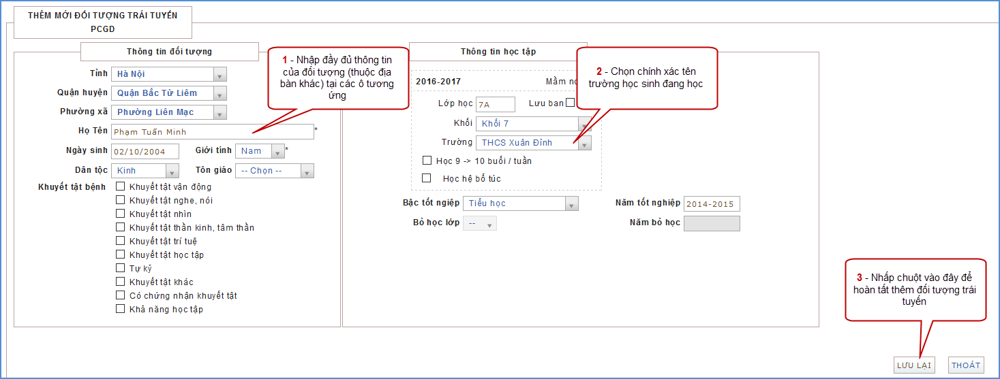 THÊM MỚI ĐỐI TƯỢNG TRÁI TUYẾN
PCGD
Thông tin đối tượng
Tỉnh
Hà Nội
Quận huyện
Quận Bắc Từ Liêm
Phường xã
Phường Liên Mạc
Họ Tên
Phạm Tuấn Minh
*
Ngày sinh
02/10/2004
Giới tính
Nam
*
Dân tộc
Kinh
Tôn giáo
-- Chọn --
Khuyết tật bệnh
Khuyết tật vận động
Khuyết tật nghe, nói
Khuyết tật nhìn
Khuyết tật thần kinh, tâm thần
Khuyết tật trí tuệ
Khuyết tật học tập
Tự kỷ
Khuyết tật khác
Có chứng nhận khuyết tật
Khả năng học tập
1 - Nhập đầy đủ thông tin
của đối tượng (thuộc địa
bàn khác) tại các ô tương
ứng
Thông tin học tập
2016-2017
Mầm
Lớp học
7A
Lưu ban
Khối
Khối 7
Trường
THCS Xuân Đỉnh
Học 9 -> 10 buổi / tuần
Học hệ bổ túc
2 - Chọn chính xác tên
trường học sinh đang học
Bậc tốt ngiệp
Tiểu học
Năm tốt nghiệp
2014-2015
Bỏ học lớp
--
Năm bỏ học
3 - Nhấp chuột vào đây để
hoàn tất thêm đối tượng trái
tuyến
LƯU LẠI
THOÁT